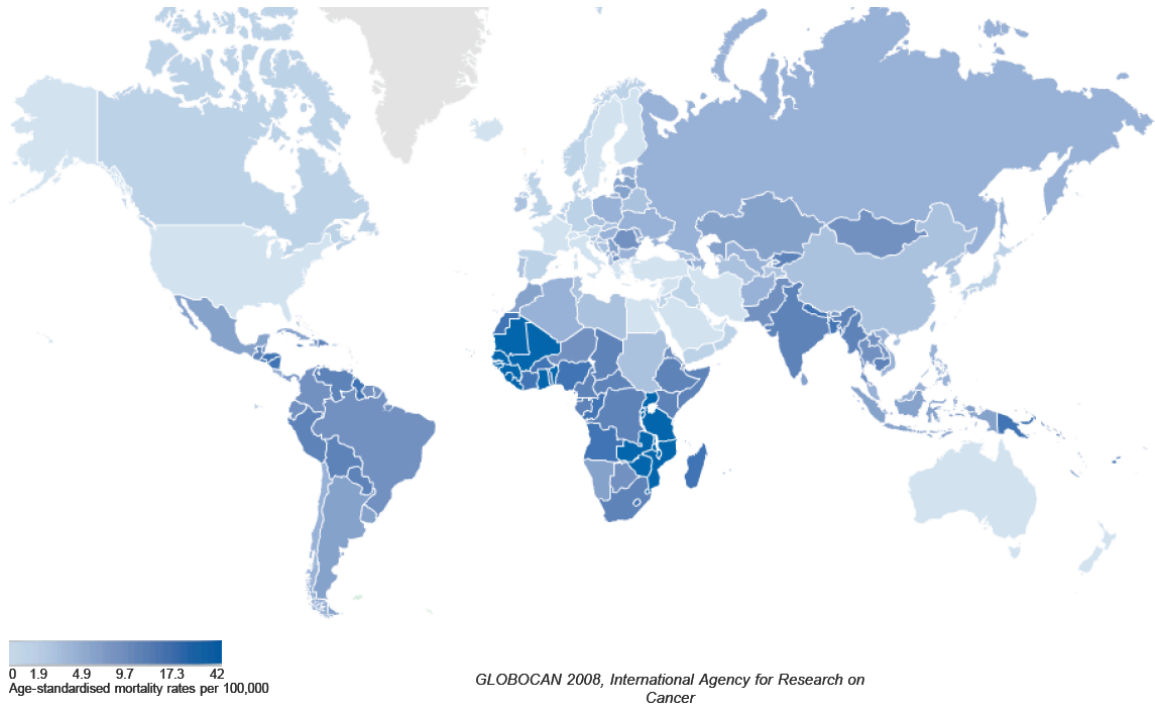 0 1.9 4.9 9.7 17.3 42
Age-standardised mortality rates per 100,000
GLOBOCAN 2008, International Agency for Research on
Cancer